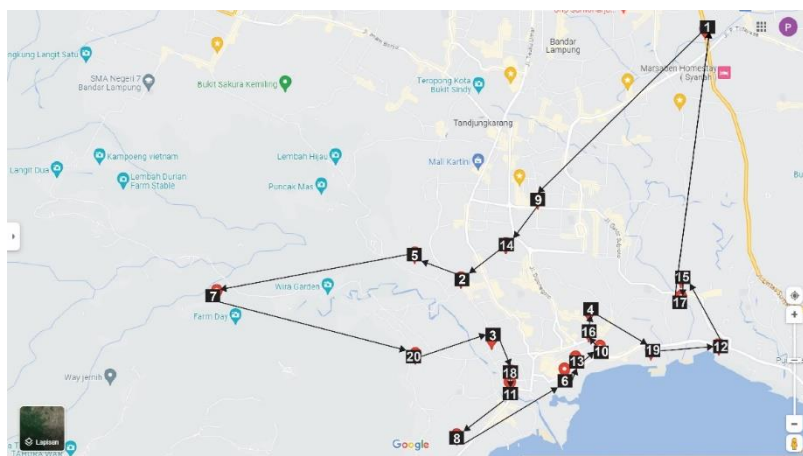 1
P
Bandar
Lampung
SMA Negeri 7
Bandar Lampung
Bukit Sakura Kemiling
Teropong Kota
Bukit Sindy
Marsaden Homestay
( Syariah
Tandjungkarang
Langit Dua
Kampoeng vietnam
Lembah Hijau
Mall Kartini
Lembah Durian
Farm Stable
Puncak Mas
9
14
5
2
15
7
Wira Garden
17
Farm Day
4
3
16
20
13
10
19
12
18
6
11
Way jernih
8
Lapisan
Google